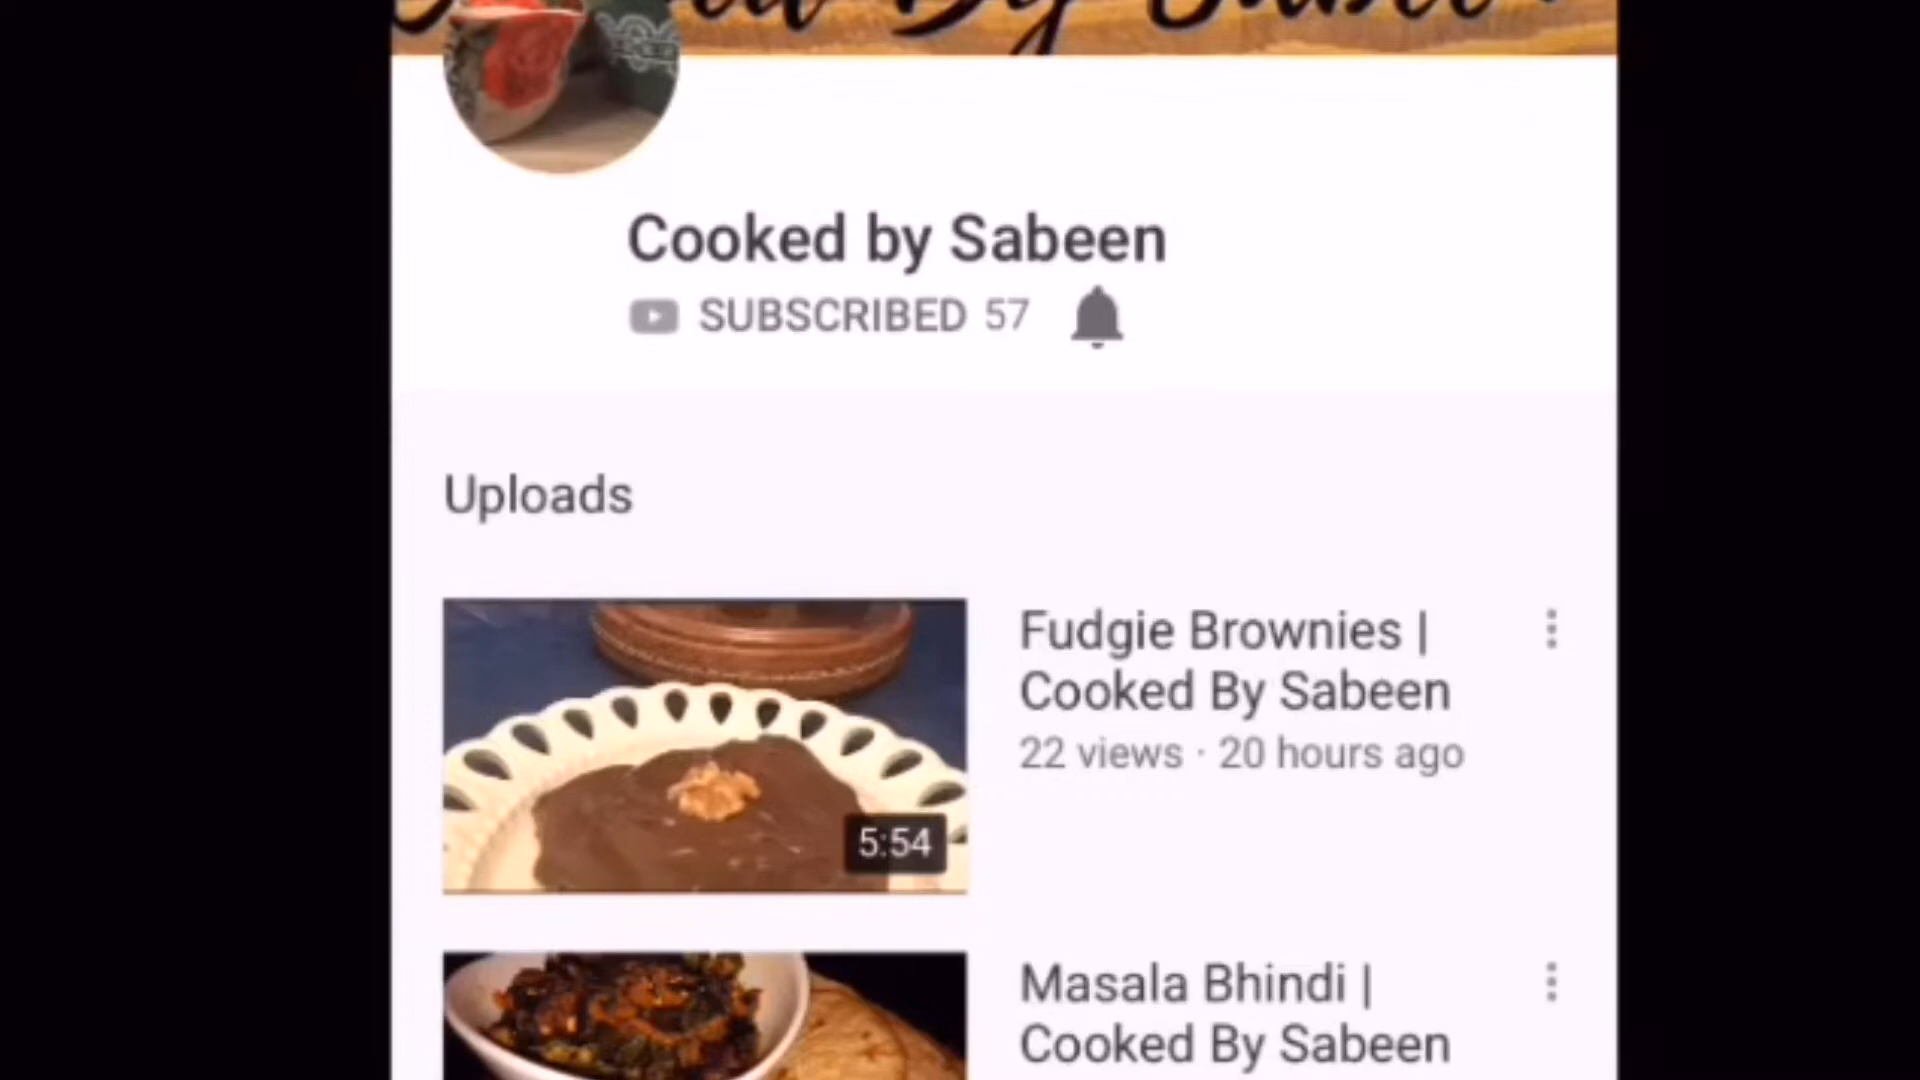 By
Cooked by Sabeen
SUBSCRIBED 57
Uploads
Fudgie Brownies |
Cooked By Sabeen
22 views · 20 hours ago
5:54
Masala Bhindi |
Cooked By Sabeen